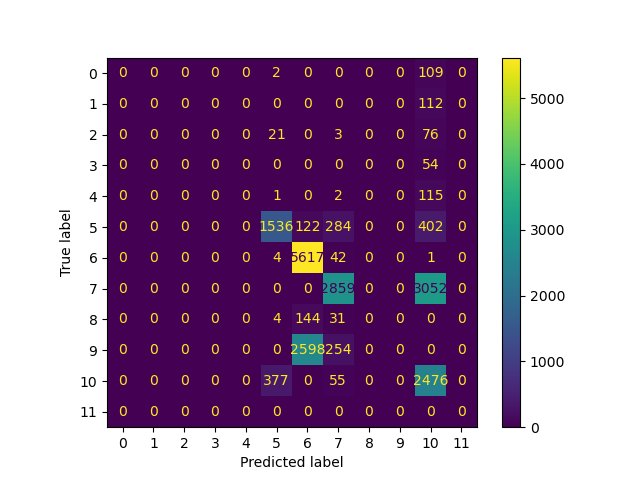 0 0 0 0 0 0 2 0 0 0 0 109 0
1 0 0 0 0 0 0 0 0 0 0 112 0
2 0 0 0 0 0 21 0 3 0 0 76 0
3 0 0 0 0 0 0 0 0 0 0 54 0
4 0 0 0 0 0 1 0 2 0 0 115 0
5 0 0 0 0 0 1536 122 284 0 0 402 0
6 0 0 0 0 0 4 5617 42 0 0 1 0
7 0 0 0 0 0 0 0 2859 0 0 3052 0
8 0 0 0 0 0 4 144 31 0 0 0 0
9 0 0 0 0 0 0 2598 254 0 0 0 0
10 0 0 0 0 0 377 0 55 0 0 2476 0
11 0 0 0 0 0 0 0 0 0 0 0 0
0 1 2 3 4 5 6 7 8 9 10 11
Predicted label
True label
5000
4000
3000
2000
1000
0